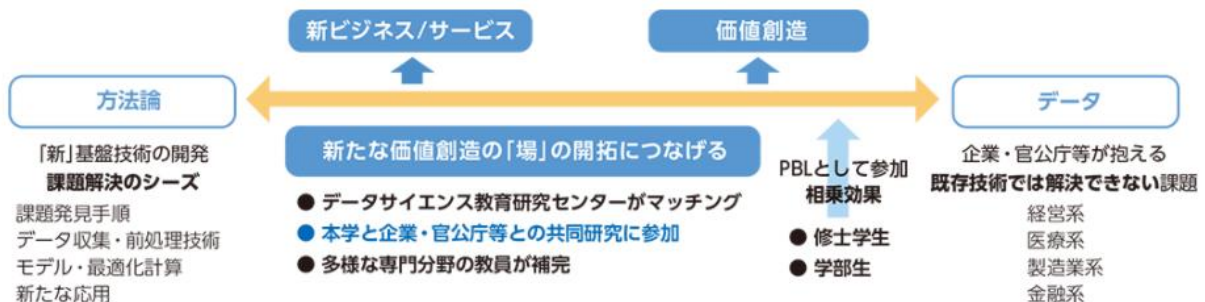 新ビジネス/サービス
価値創造
方法論
データ
「新」基盤技術の開発
課題解決のシーズ
課題発見手順
データ収集・前処理技術
モデル・最適化計算
新たな応用
新たな価値創造の「場」の開拓につなげる
● データサイエンス教育研究センターがマッチング
● 本学と企業・官公庁等との共同研究に参加
● 多様な専門分野の教員が補完
PBLとして参加
相乗効果
● 修士学生
● 学部生
企業・官公庁等が抱える
既存技術では解決できない課題
経営系
医療系
製造業系
金融系